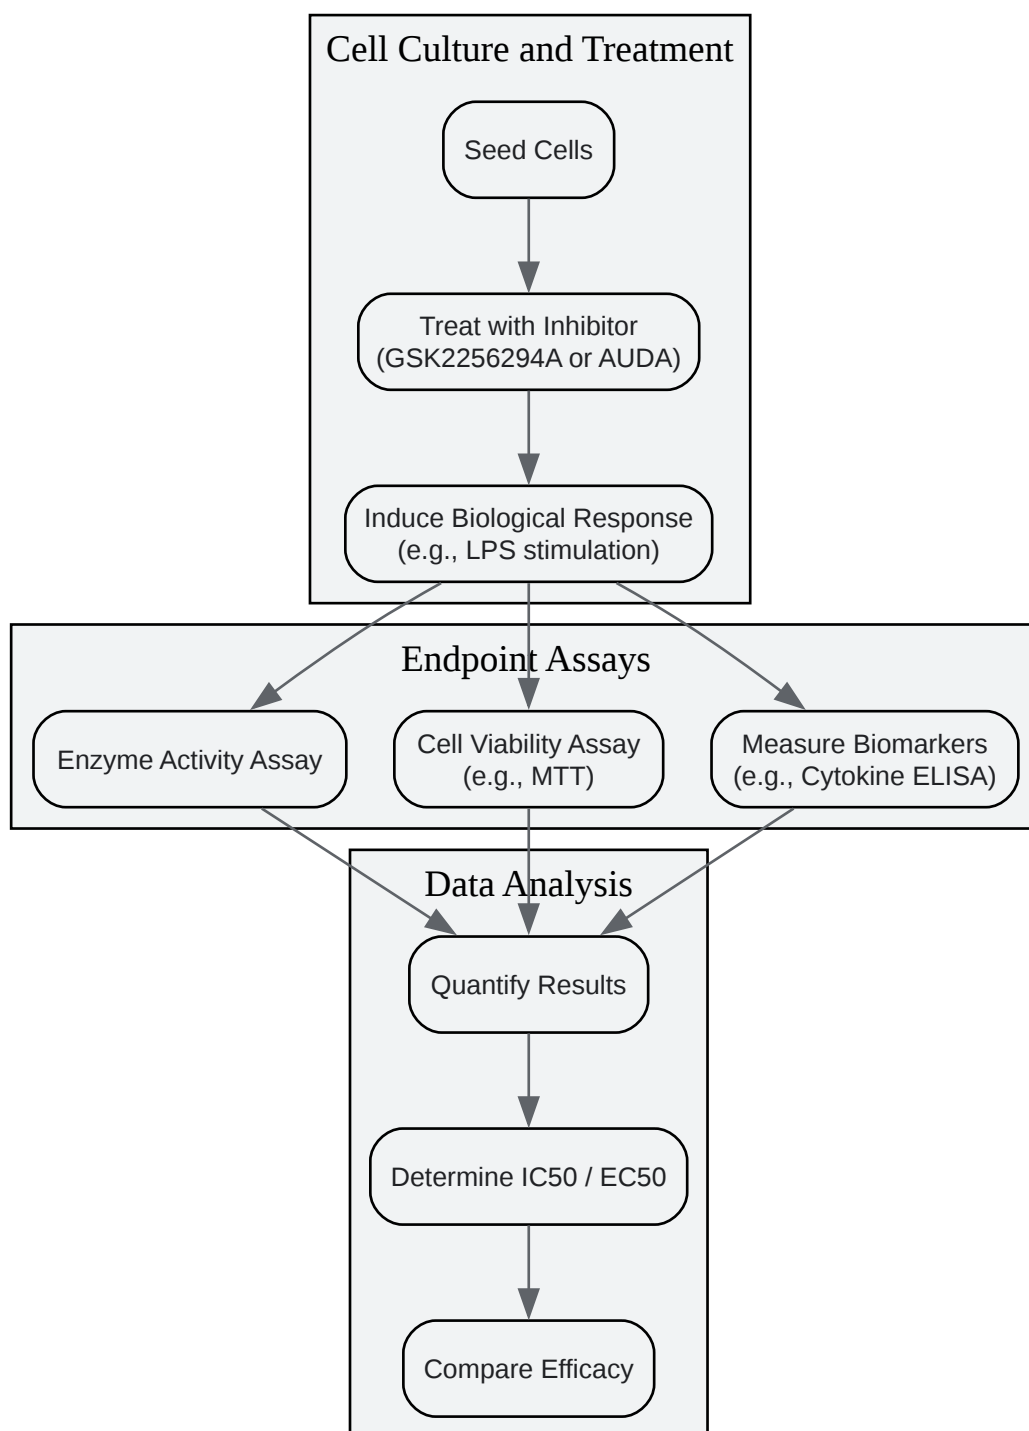 Cell Culture and Treatment
Seed Cells
Treat with Inhibitor
(GSK2256294A or AUDA)
Induce Biological Response
(e.g., LPS stimulation)
Endpoint Assays
Enzyme Activity Assay
Cell Viability Assay
(e.g., MTT)
Measure Biomarkers
(e.g., Cytokine ELISA)
Data Analysis
Quantify Results
Determine IC50 / EC50
Compare Efficacy